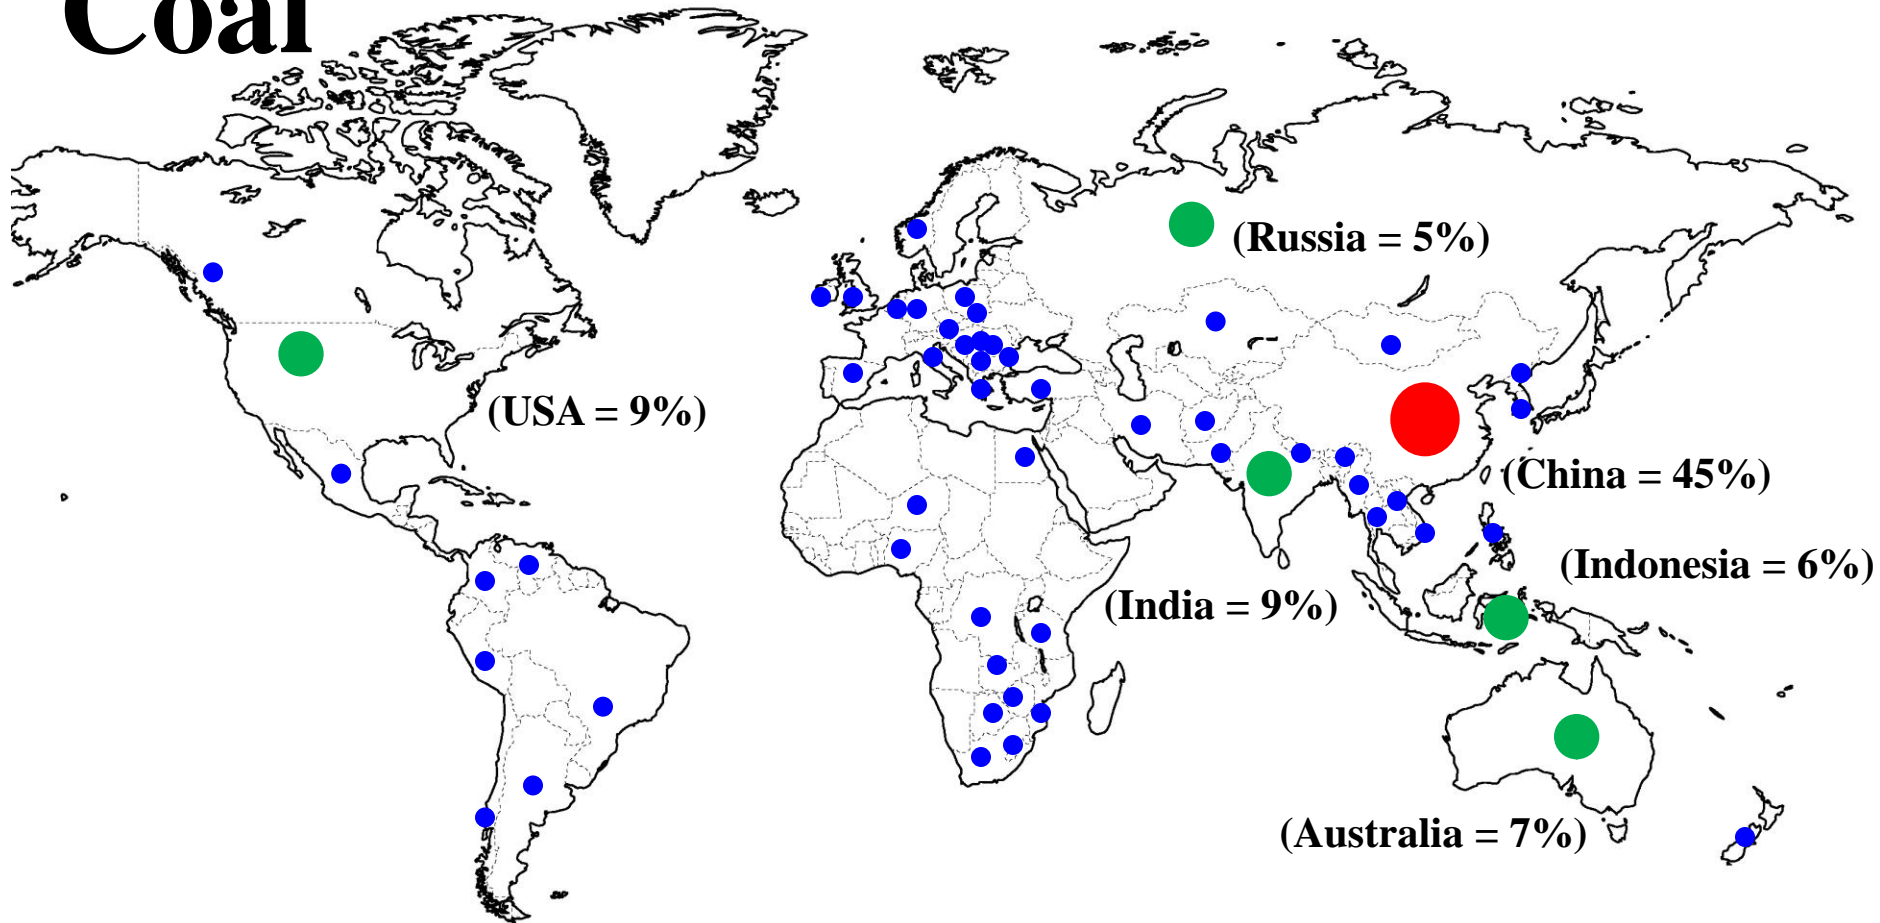 Coal
(Russia = 5%)
(USA = 9%)
(China = 45%)
(Indonesia = 6%)
(India = 9%)
(Australia = 7%)